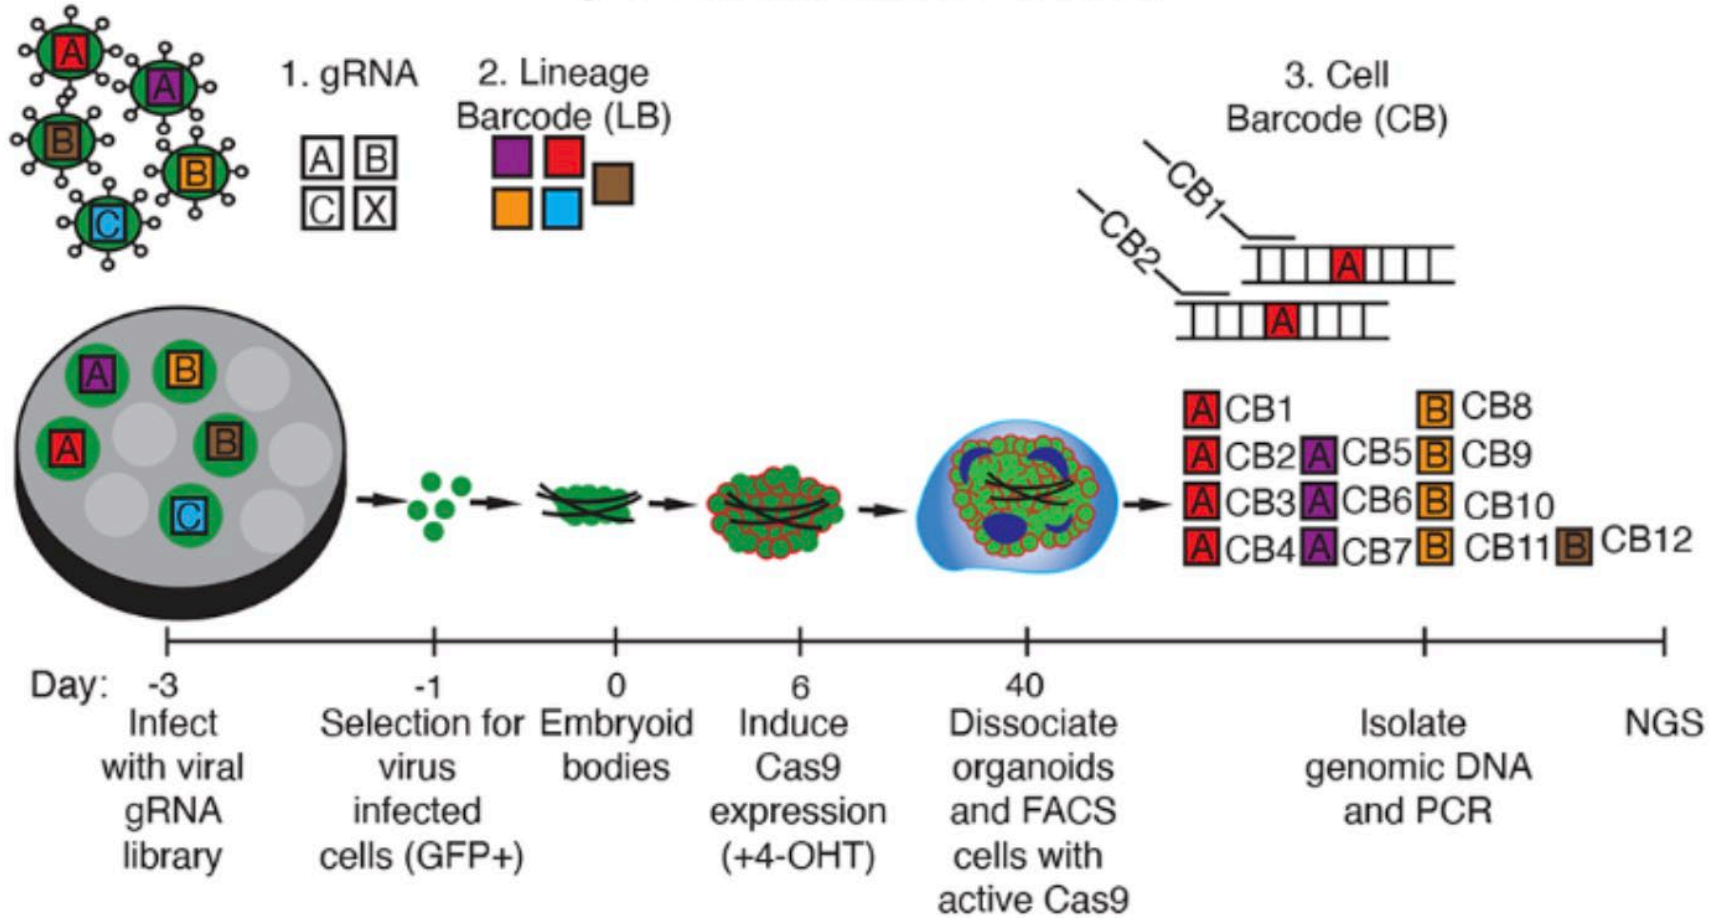 A
A
B
B
C
1. gRNA
A B
C X
2. Lineage
Barcode (LB)
3. Cell
Barcode (CB)
CB1
A
CB2
A
A
B
A
B
C
A CB1
A CB2
A CB3
A CB4
A CB5
A CB6
A CB7
B CB8
B CB9
B CB10
B CB11
B CB12
Day:
-3
Infect
with viral
gRNA
library
-1
Selection for
virus
infected
cells (GFP+)
0
Embryoid
bodies
6
Induce
Cas9
expression
(+4-OHT)
40
Dissociate
organoids
and FACS
cells with
active Cas9
Isolate
genomic DNA
and PCR
NGS